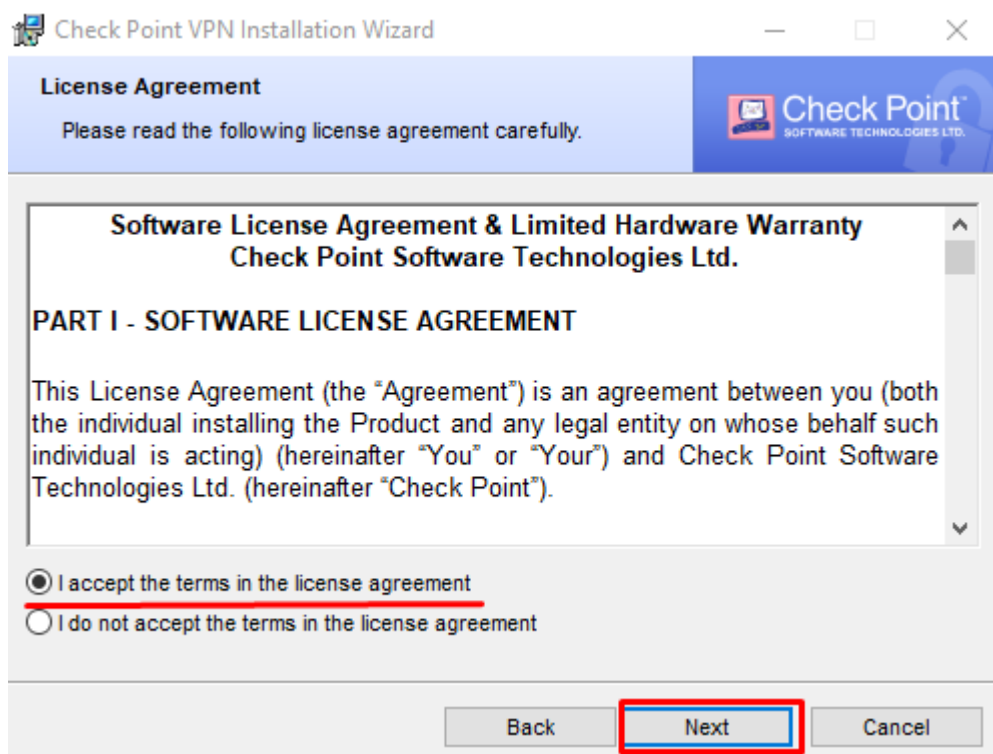 Check Point VPN Installation Wizard
License Agreement
Please read the following license agreement carefully.
Check Point™
SOFTWARE TECHNOLOGIES LTD.
Software License Agreement & Limited Hardware Warranty
Check Point Software Technologies Ltd.
PART I - SOFTWARE LICENSE AGREEMENT
This License Agreement (the “Agreement”) is an agreement between you (both
the individual installing the Product and any legal entity on whose behalf such
individual is acting) (hereinafter “You” or “Your”) and Check Point Software
Technologies Ltd. (hereinafter “Check Point”).
I accept the terms in the license agreement
I do not accept the terms in the license agreement
Back Next Cancel